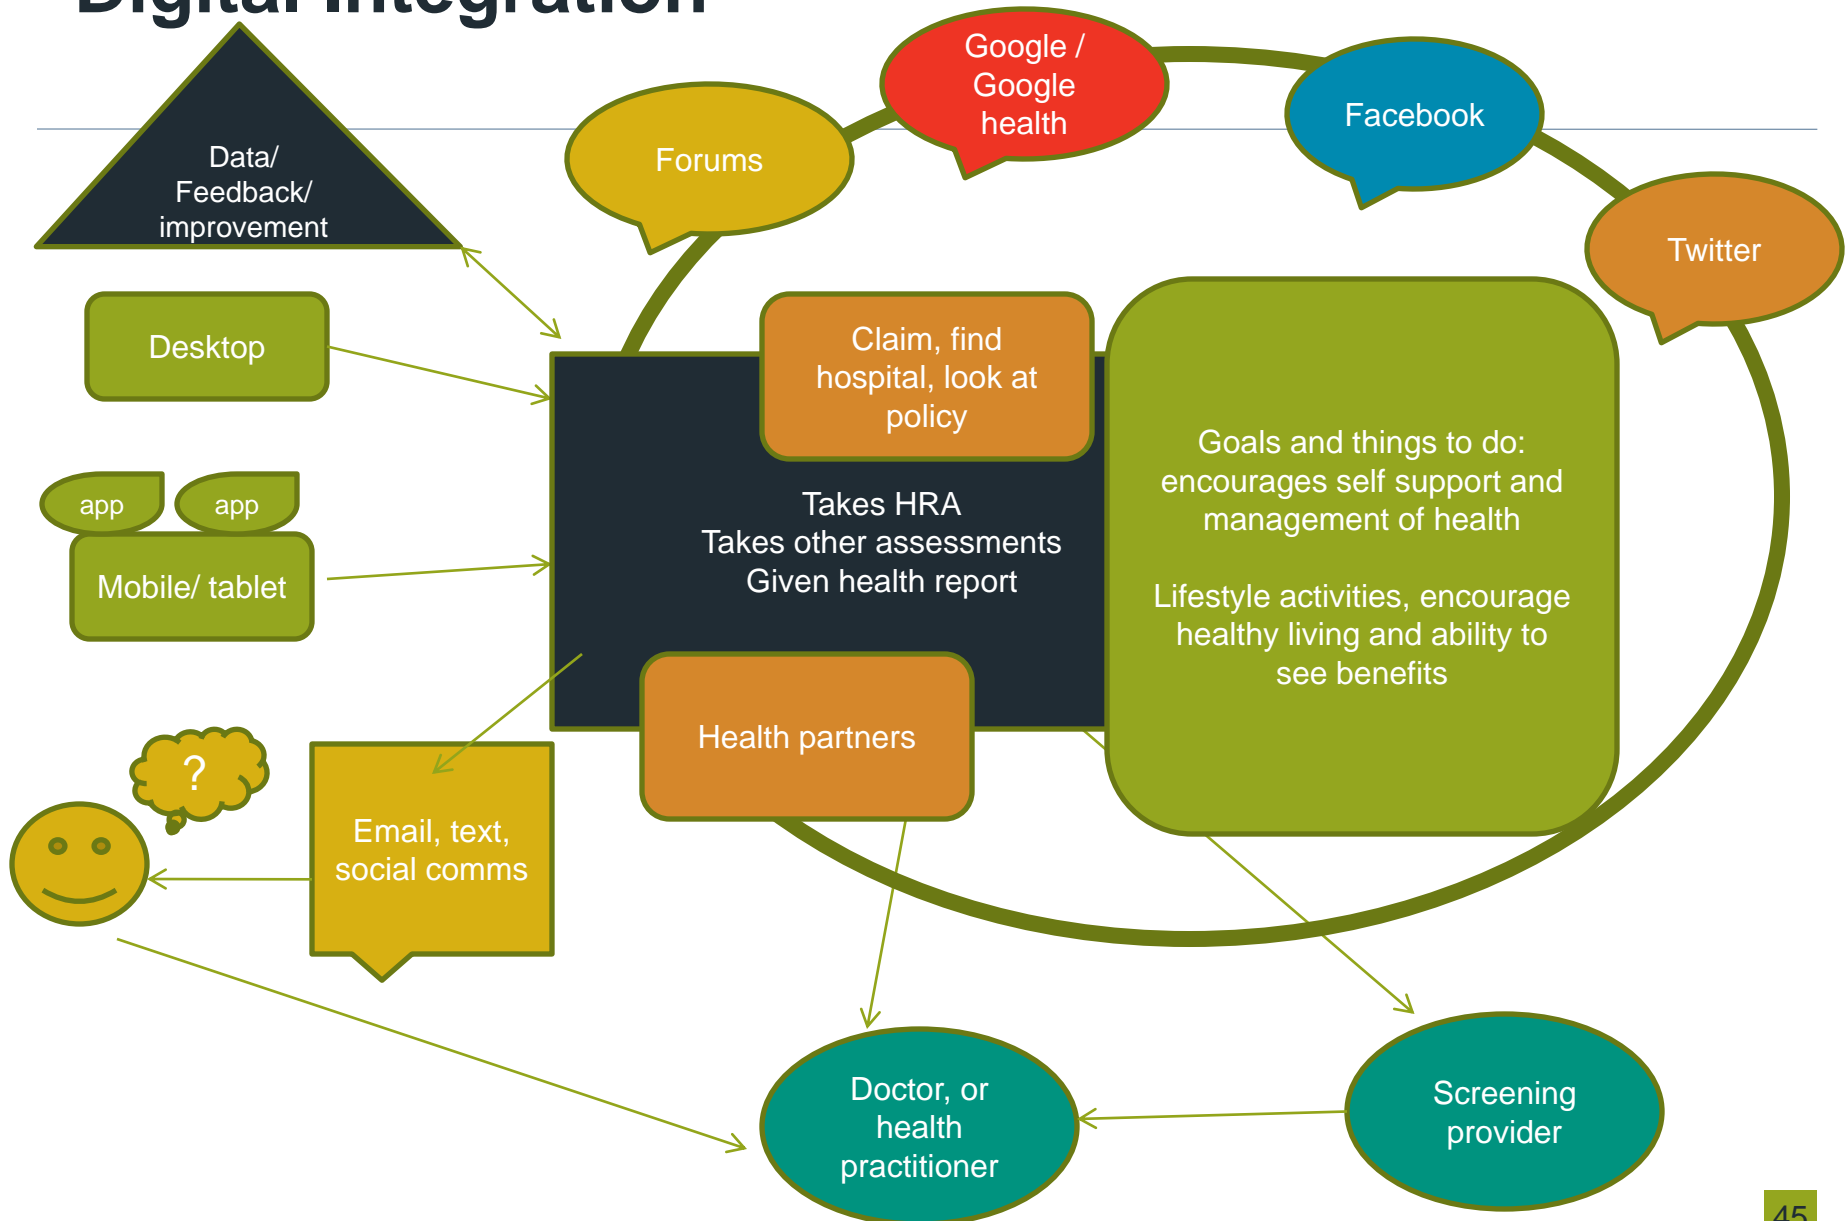 Digital Integration
Google /
Google
health
Facebook
Forums
Twitter
Data/
Feedback/
improvement
Desktop
Claim, find
hospital, look at
policy
app
app
Mobile/ tablet
Takes HRA
Takes other assessments
Given health report
Goals and things to do:
encourages self support and
management of health
Lifestyle activities, encourage
healthy living and ability to
see benefits
Health partners
?
Email, text,
social comms
Doctor, or
health
practitioner
Screening
provider
45